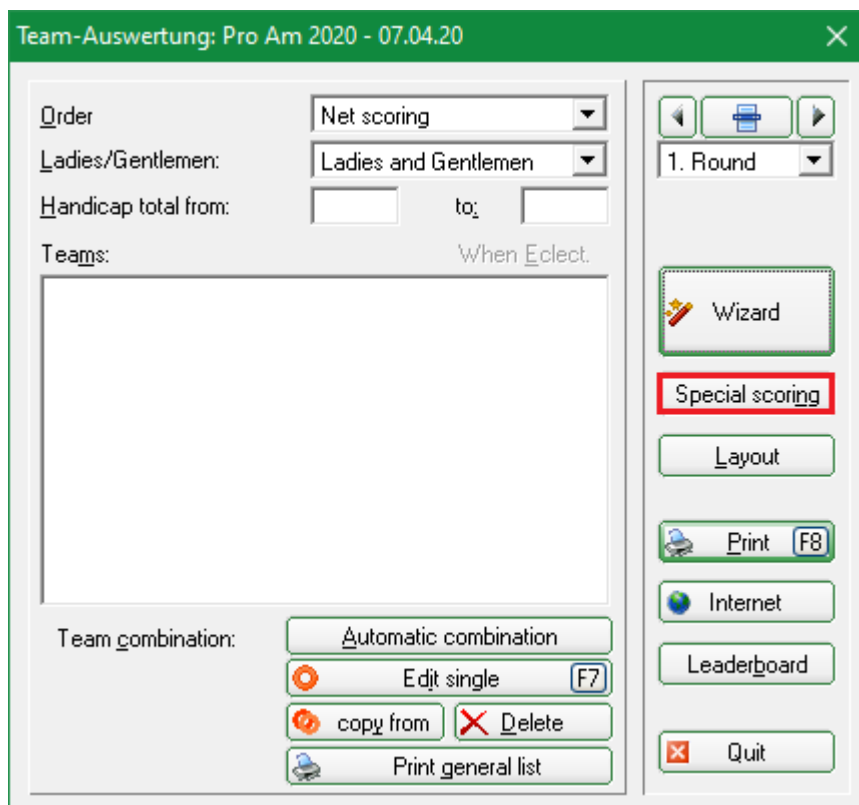 Team-Auswertung: Pro Am 2020 - 07.04.20
Order
Net scoring
Ladies/Gentlemen:
Ladies and Gentlemen
Handicap total from:
to:
Teams:
When Eclect.
Team combination:
Automatic combination
Edit single F7
copy from
Delete
Print general list
1. Round
Wizard
Special scoring
Layout
Print F8
Internet
Leaderboard
Quit